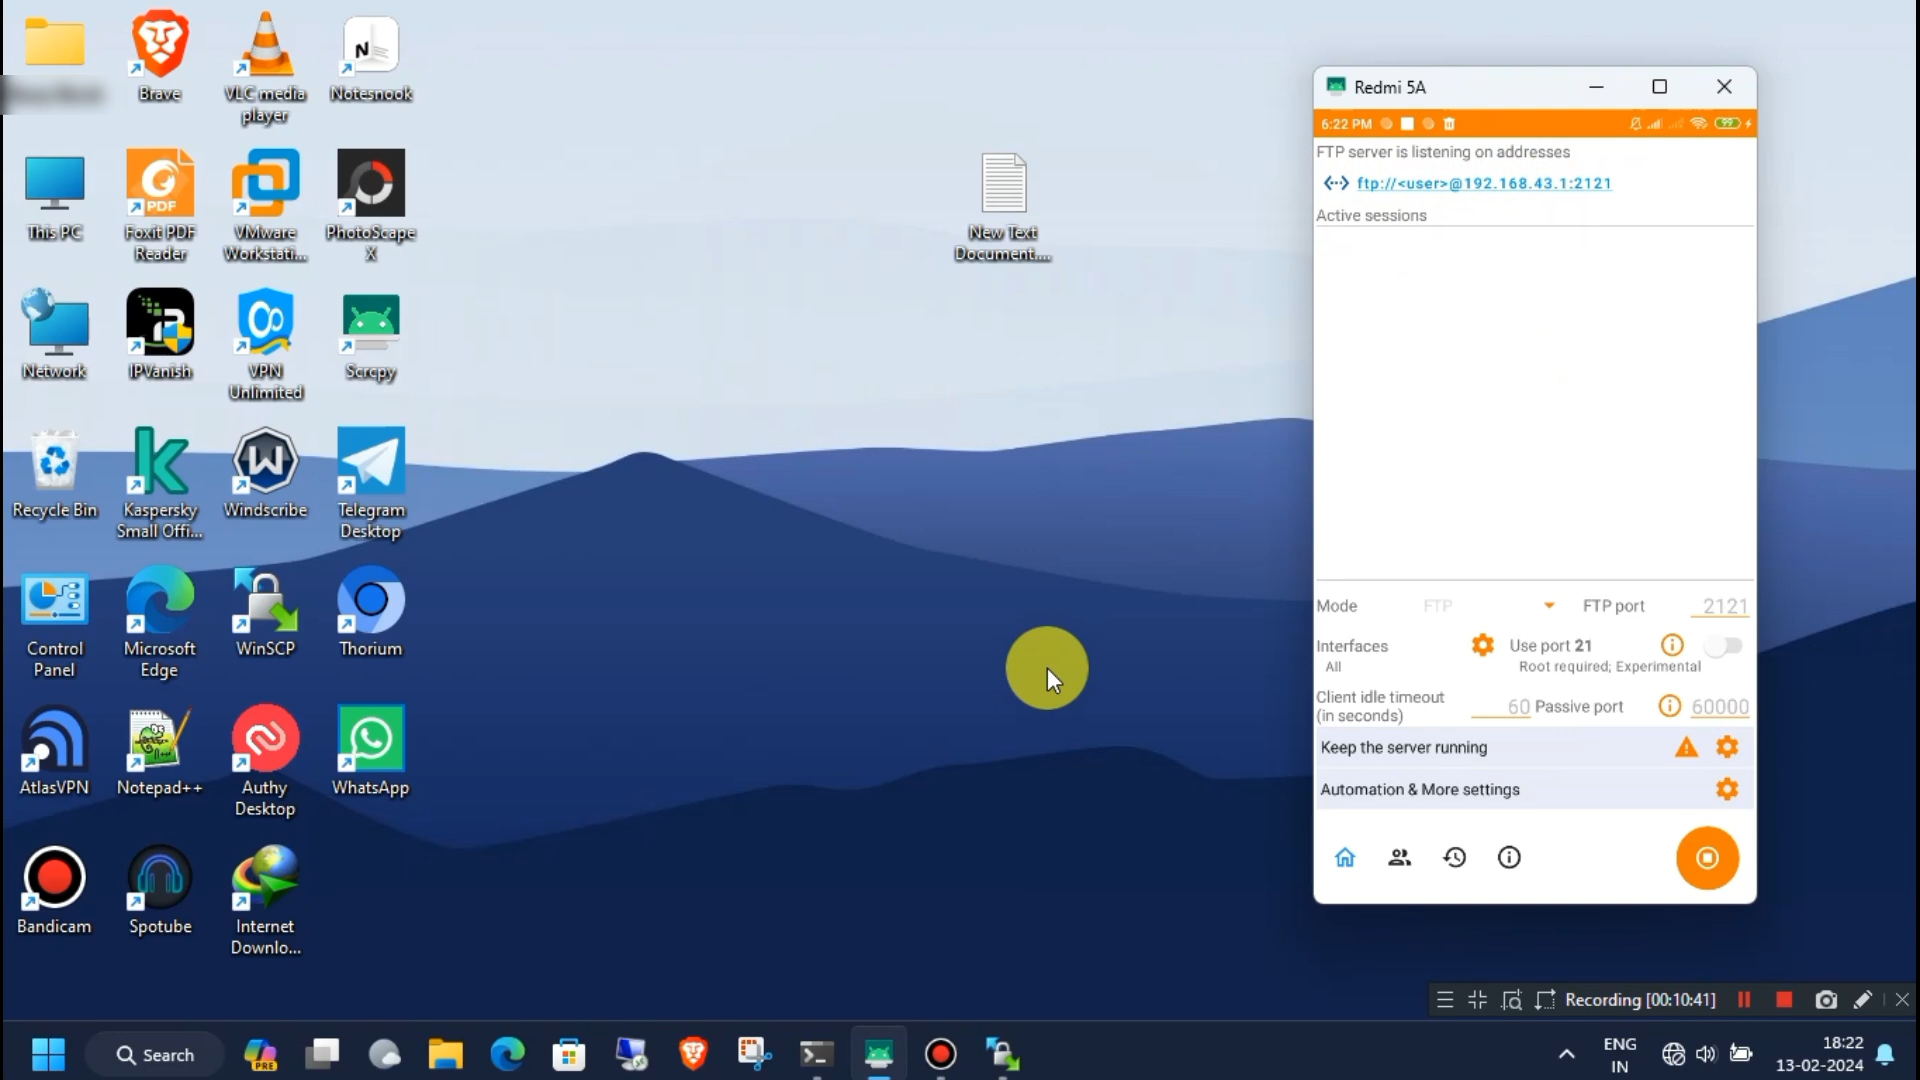 Brave
VLC media
player
Notesnook
This PC
Foxit PDF
Reader
VMware
Workstati...
PhotoScape
X
Network
IPVanish
VPN
Unlimited
Scrcpy
Recycle Bin
Kaspersky
Small Offi...
Windscribe
Telegram
Desktop
Control
Panel
Microsoft
Edge
WinSCP
Thorium
AtlasVPN
Notepad++
Authy
Desktop
WhatsApp
Bandicam
Spotube
Internet
Downlo...
New Text
Document....
Redmi 5A
6:22 PM
99
FTP server is listening on addresses
ftp://<user>@192.168.43.1:2121
Active sessions
Mode FTP FTP port 2121
Interfaces Use port 21
All Root required; Experimental
Client idle timeout
(in seconds) 60 Passive port 60000
Keep the server running
Automation & More settings
Recording [00:10:41]
Search
PRE
ENG
IN
18:22
13-02-2024